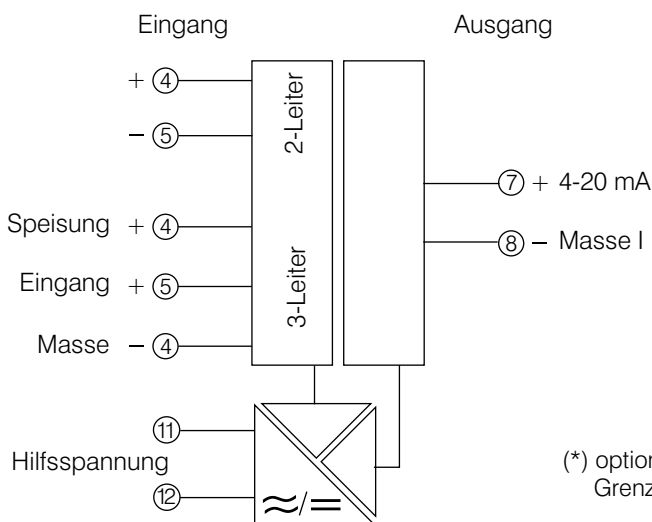 Eingang
Ausgang
+ ④
2-Leiter
− ⑤
⑦ + 4-20 mA
Speisung + ④
⑧ − Masse I
Eingang + ⑤
3-Leiter
Masse − ④
⑪
Hilfsspannung
(*) option
Grenz
⑫
≈/=